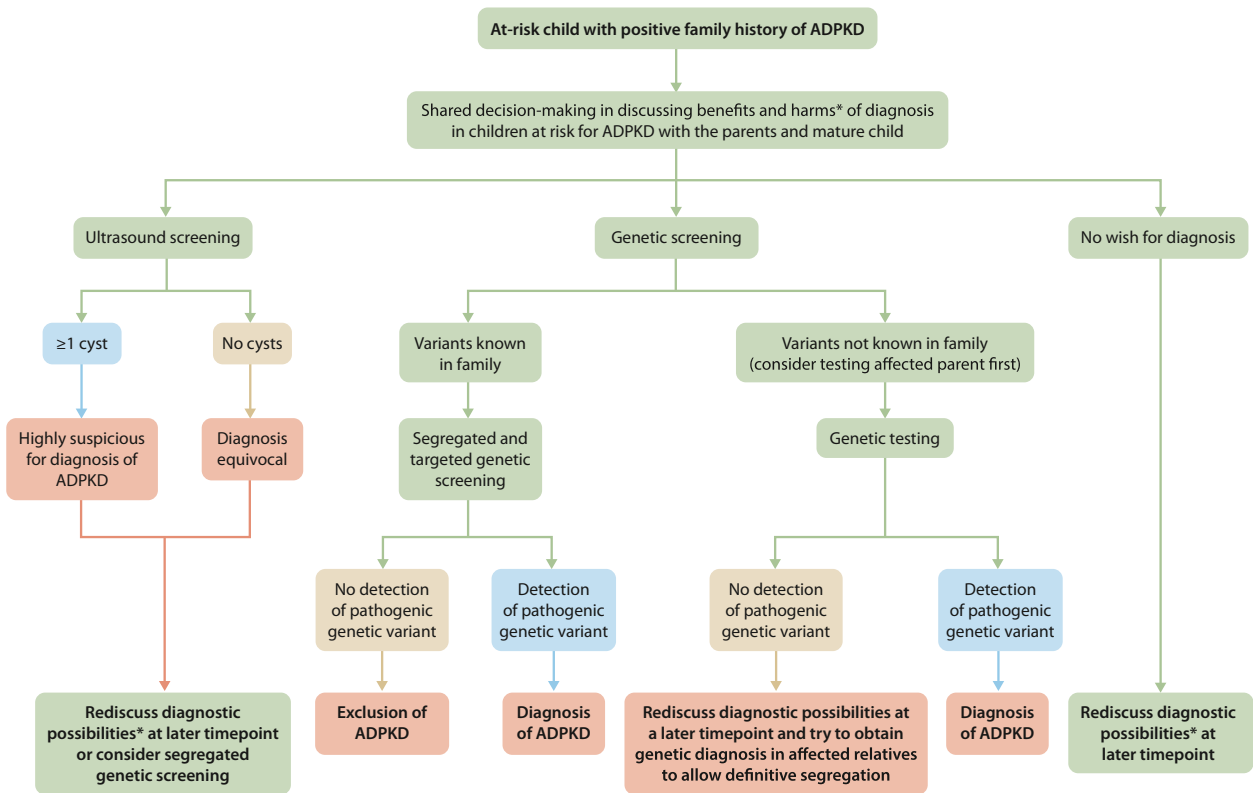 At-risk child with positive family history of ADPKD
Shared decision-making in discussing benefits and harms* of diagnosis
in children at risk for ADPKD with the parents and mature child
Ultrasound screening
Genetic screening
No wish for diagnosis
≥1 cyst
No cysts
Variants known
in family
Variants not known in family
(consider testing affected parent first)
Highly suspicious
for diagnosis of
ADPKD
Diagnosis
equivocal
Segregated and
targeted genetic
screening
Genetic testing
No detection
of pathogenic
genetic variant
Detection
of pathogenic
genetic variant
No detection
of pathogenic
genetic variant
Detection
of pathogenic
genetic variant
Rediscuss diagnostic
possibilities* at later timepoint
or consider segregated
genetic screening
Exclusion of
ADPKD
Diagnosis
of ADPKD
Rediscuss diagnostic possibilities at
a later timepoint and try to obtain
genetic diagnosis in affected relatives
to allow definitive segregation
Diagnosis
of ADPKD
Rediscuss diagnostic
possibilities* at
later timepoint